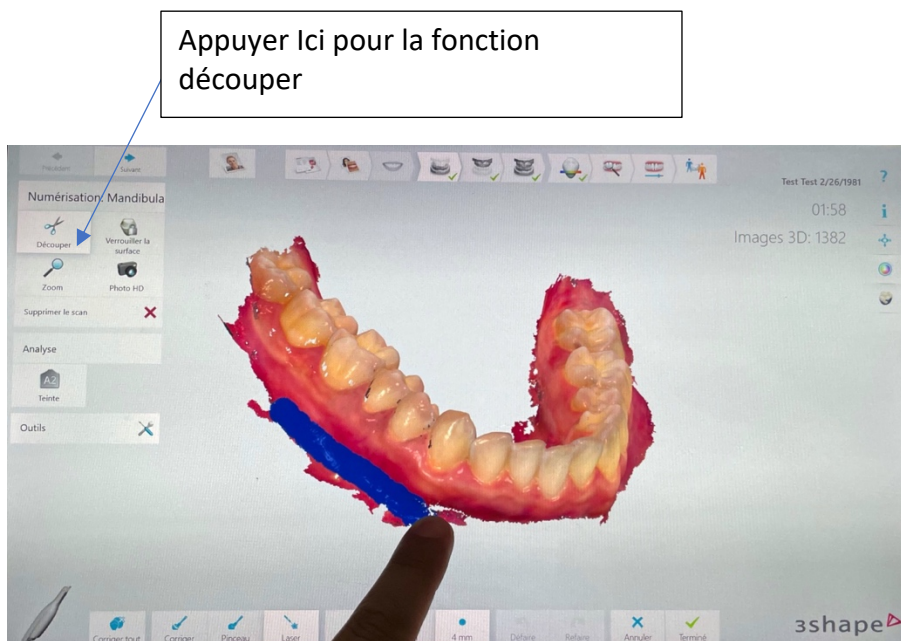 Appuyer Ici pour la fonction
découper
Précédent
Suivant
Test Test 2/26/1981
?
Numérisation: Mandibula
01:58
i
Découper
Verrouiller la
surface
Images 3D: 1382
Zoom
Photo HD
Supprimer le scan
Analyse
A2
Teinte
Outils
Corriger tout
Corriger
Pinceau
Laser
4 mm
Défaire
Refaire
Annuler
Terminé
3shape